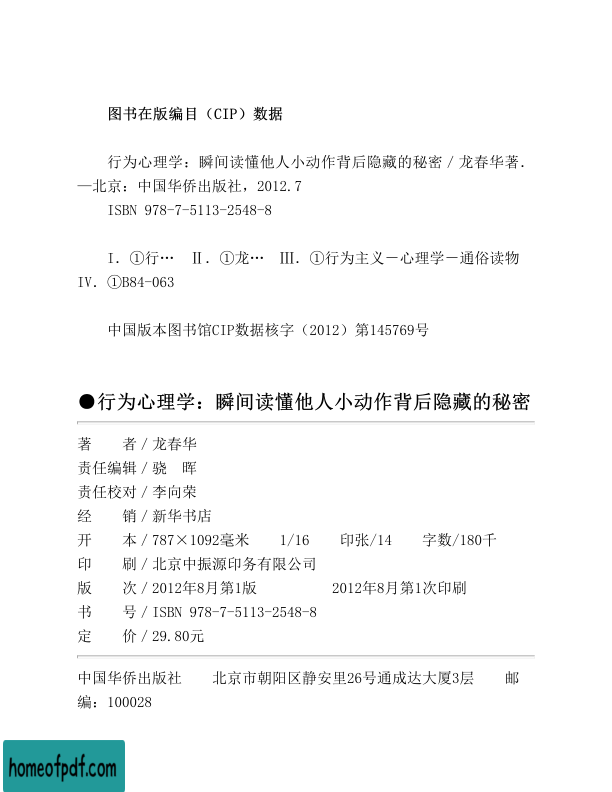 图书在版编目（CIP）数据
行为心理学：瞬间读懂他人小动作背后隐藏的秘密／龙春华著．
—北京：中国华侨出版社，2012.7
ISBN 978-7-5113-2548-8
I．①行…　Ⅱ．①龙…　Ⅲ．①行为主义－心理学－通俗读物
IV．①B84-063
中国版本图书馆CIP数据核字（2012）第145769号
●行为心理学：瞬间读懂他人小动作背后隐藏的秘密
著　　者／龙春华
责任编辑／骁　晖
责任校对／李向荣
经　　销／新华书店
开　　本／787×1092毫米　　1/16　　印张/14　　字数/180千
印　　刷／北京中振源印务有限公司
版　　次／2012年8月第1版　　　　　2012年8月第1次印刷
书　　号／ISBN 978-7-5113-2548-8
定　　价／29.80元
中国华侨出版社　　北京市朝阳区静安里26号通成达大厦3层　　邮
编：100028
homeofpdf.com